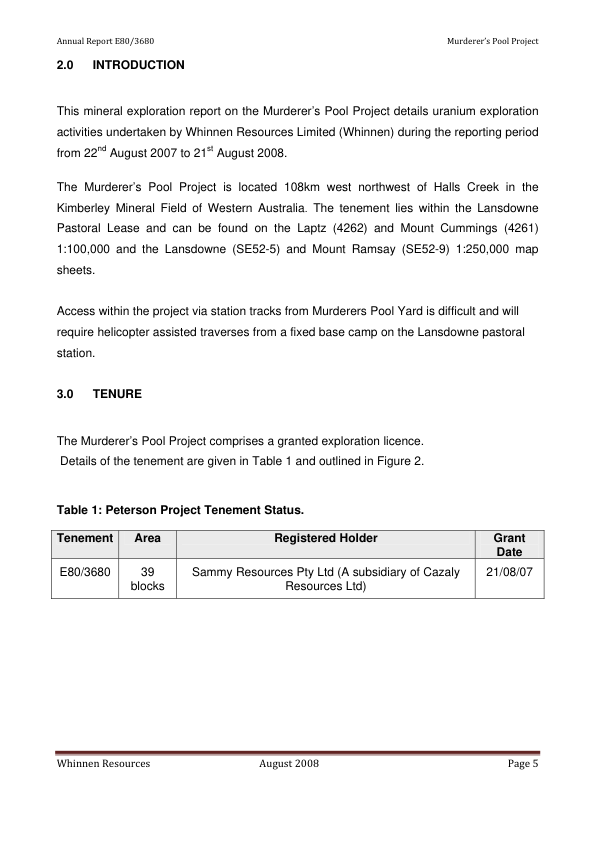 Annual Report E80/3680 Murderer’s Pool Project
2.0 INTRODUCTION
This mineral exploration report on the Murderer’s Pool Project details uranium exploration
activities undertaken by Whinnen Resources Limited (Whinnen) during the reporting period
from 22nd August 2007 to 21st August 2008.
The Murderer’s Pool Project is located 108km west northwest of Halls Creek in the
Kimberley Mineral Field of Western Australia. The tenement lies within the Lansdowne
Pastoral Lease and can be found on the Laptz (4262) and Mount Cummings (4261)
1:100,000 and the Lansdowne (SE52-5) and Mount Ramsay (SE52-9) 1:250,000 map
sheets.
Access within the project via station tracks from Murderers Pool Yard is difficult and will
require helicopter assisted traverses from a fixed base camp on the Lansdowne pastoral
station.
3.0 TENURE
The Murderer’s Pool Project comprises a granted exploration licence.
Details of the tenement are given in Table 1 and outlined in Figure 2.
Table 1: Peterson Project Tenement Status.
Tenement Area Registered Holder Grant
Date
E80/3680 39 Sammy Resources Pty Ltd (A subsidiary of Cazaly 21/08/07
blocks Resources Ltd)
Whinnen Resources August 2008 Page 5